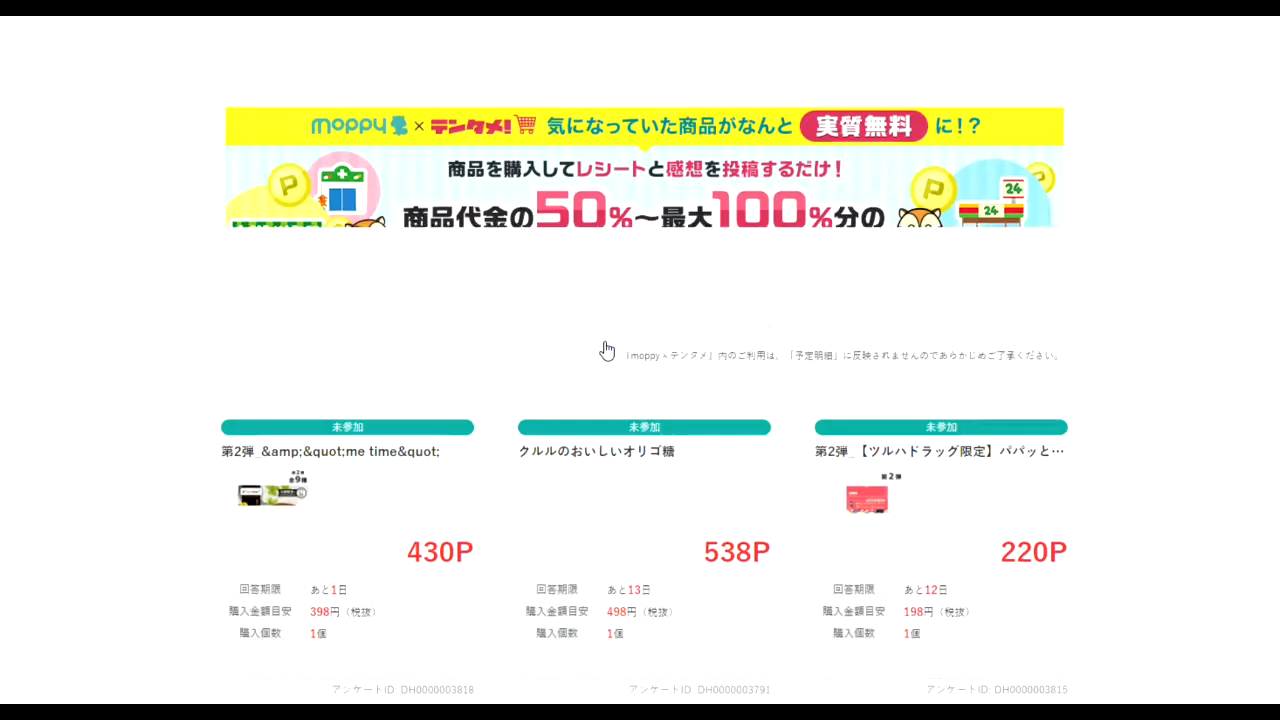 moppy × テンタメ! 気になっていた商品がなんと 実質無料 に!?
商品を購入してレシートと感想を投稿するだけ!
商品代金の50%~最大100%分の
24
24
「moppy×テンタメ」内のご利用は、「予定明細」に反映されませんのであらかじめご了承ください。
未参加
第2弾_&amp;&quot;me time&quot;
第2弾
全9種
430P
回答期限 あと1日
購入金額目安 398円（税抜）
購入個数 1個
アンケートID: DH0000003818
未参加
クルルのおいしいオリゴ糖
538P
回答期限 あと13日
購入金額目安 498円（税抜）
購入個数 1個
アンケートID: DH0000003791
未参加
第2弾_【ツルハドラッグ限定】パパッと…
第2弾
220P
回答期限 あと12日
購入金額目安 198円（税抜）
購入個数 1個
アンケートID: DH0000003815